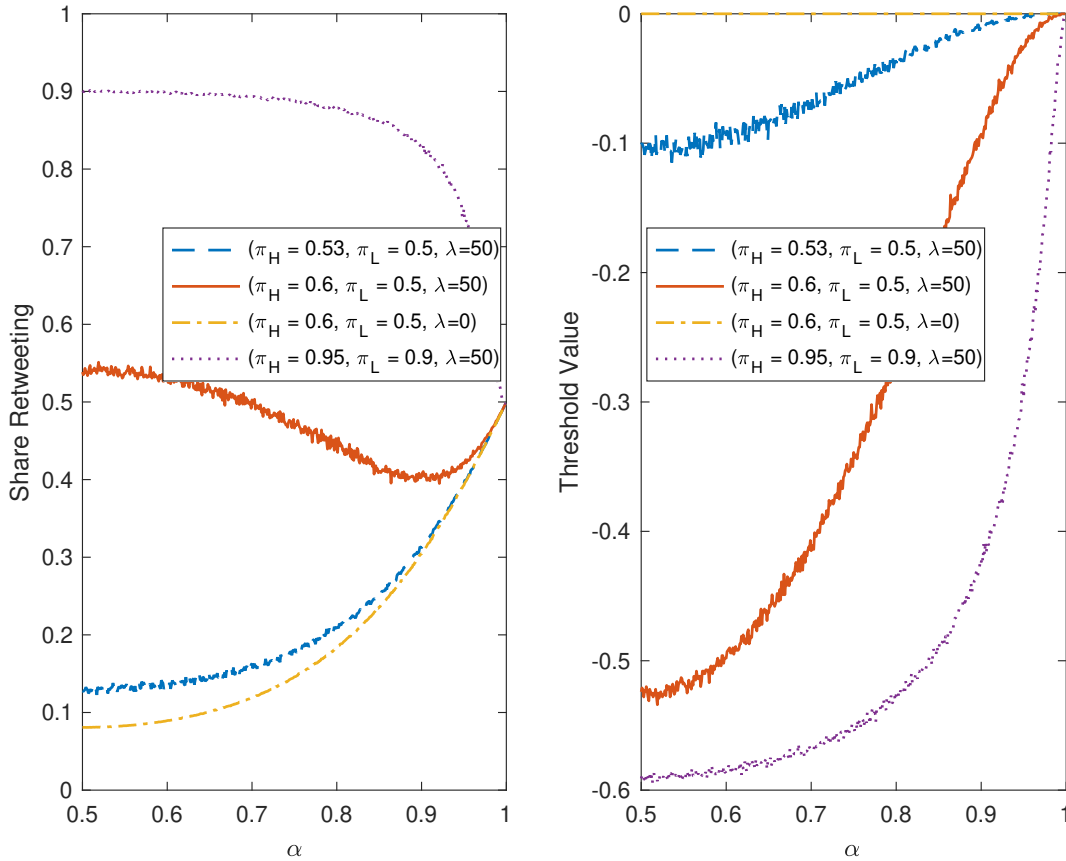 1
0.9
0.8
0.7
0.6
0.5
0.4
0.3
0.2
0.1
0
Share Retweeting
(π_H = 0.53, π_L = 0.5, λ=50)
(π_H = 0.6, π_L = 0.5, λ=50)
(π_H = 0.6, π_L = 0.5, λ=0)
(π_H = 0.95, π_L = 0.9, λ=50)
0.5 0.6 0.7 0.8 0.9 1
α
0
-0.1
-0.2
-0.3
-0.4
-0.5
-0.6
Threshold Value
(π_H = 0.53, π_L = 0.5, λ=50)
(π_H = 0.6, π_L = 0.5, λ=50)
(π_H = 0.6, π_L = 0.5, λ=0)
(π_H = 0.95, π_L = 0.9, λ=50)
0.5 0.6 0.7 0.8 0.9 1
α